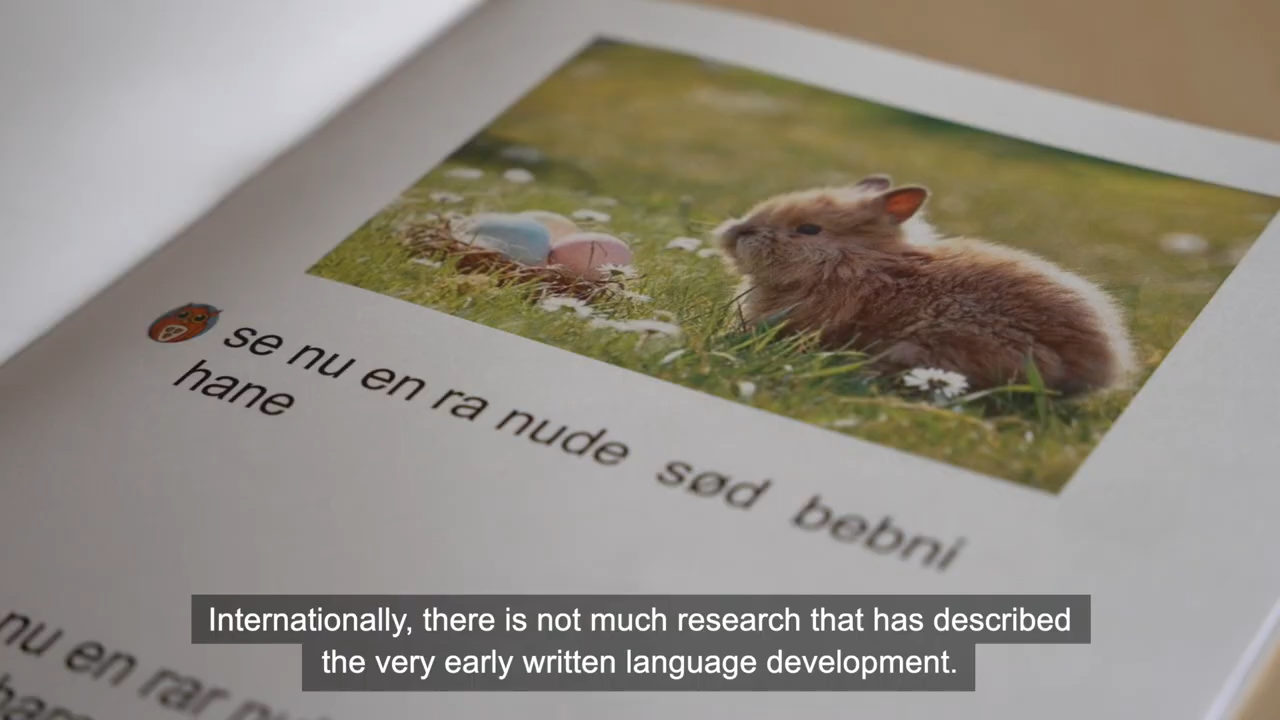 se nu en ra nude sød bebni
hane
nu en rar
Internationally, there is not much research that has described
the very early written language development.